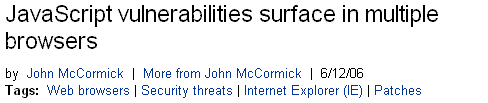 JavaScript vulnerabilities surface in multiple
browsers
by John McCormick | More from John McCormick | 6/12/06
Tags: Web browsers | Security threats | Internet Explorer (IE) | Patches